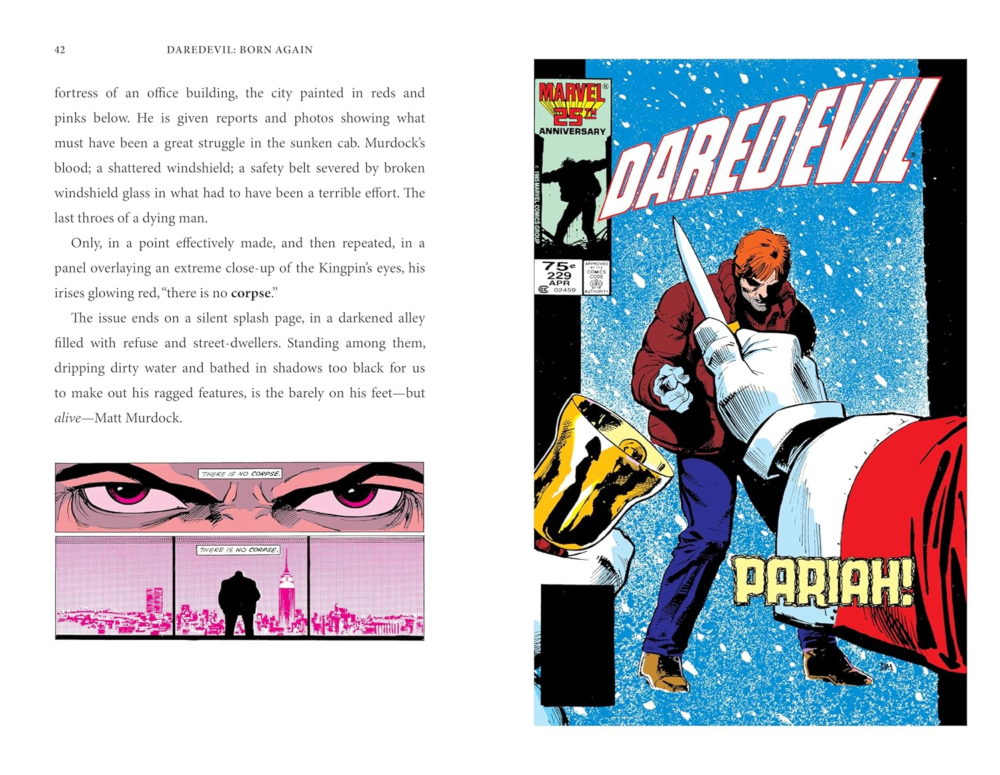 42 DAREDEVIL: BORN AGAIN
fortress of an office building, the city painted in reds and
pinks below. He is given reports and photos showing what
must have been a great struggle in the sunken cab. Murdock’s
blood; a shattered windshield; a safety belt severed by broken
windshield glass in what had to have been a terrible effort. The
last throes of a dying man.
Only, in a point effectively made, and then repeated, in a
panel overlaying an extreme close-up of the Kingpin’s eyes, his
irises glowing red, “there is no corpse.”
The issue ends on a silent splash page, in a darkened alley
filled with refuse and street-dwellers. Standing among them,
dripping dirty water and bathed in shadows too black for us
to make out his ragged features, is the barely on his feet—but
alive—Matt Murdock.
THERE IS NO CORPSE.
THERE IS NO CORPSE.
MARVEL®
25TH
ANNIVERSARY
© 1985 MARVEL COMICS GROUP
75¢
229
APR
CC 02459
APPROVED
BY THE
COMICS
CODE
AUTHORITY
DAREDEVIL®
PARIAH!
DM